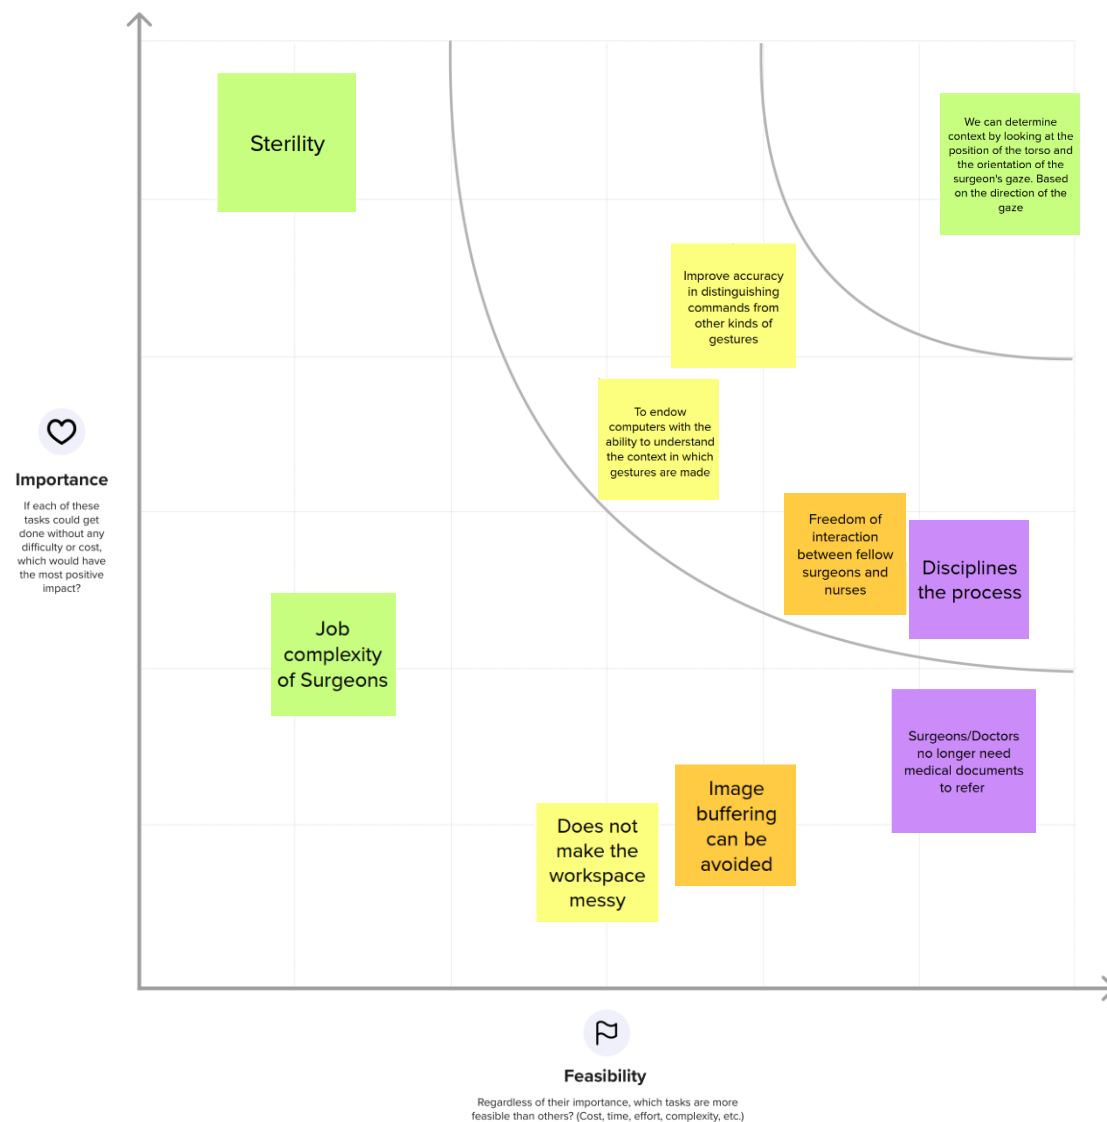 Sterility
We can determine
context by looking at the
position of the torso and
the orientation of the
surgeon's gaze. Based
on the direction of the
gaze
Improve accuracy
in distinguishing
commands from
other kinds of
gestures
To endow
computers with the
ability to understand
the context in which
gestures are made
Importance
If each of these
tasks could get
done without any
difficulty or cost,
which would have
the most positive
impact?
Freedom of
interaction
between fellow
surgeons and
nurses
Disciplines
the process
Job
complexity
of Surgeons
Surgeons/Doctors
no longer need
medical documents
to refer
Image
buffering
can be
avoided
Does not
make the
workspace
messy
Feasibility
Regardless of their importance, which tasks are more
feasible than others? (Cost, time, effort, complexity, etc.)